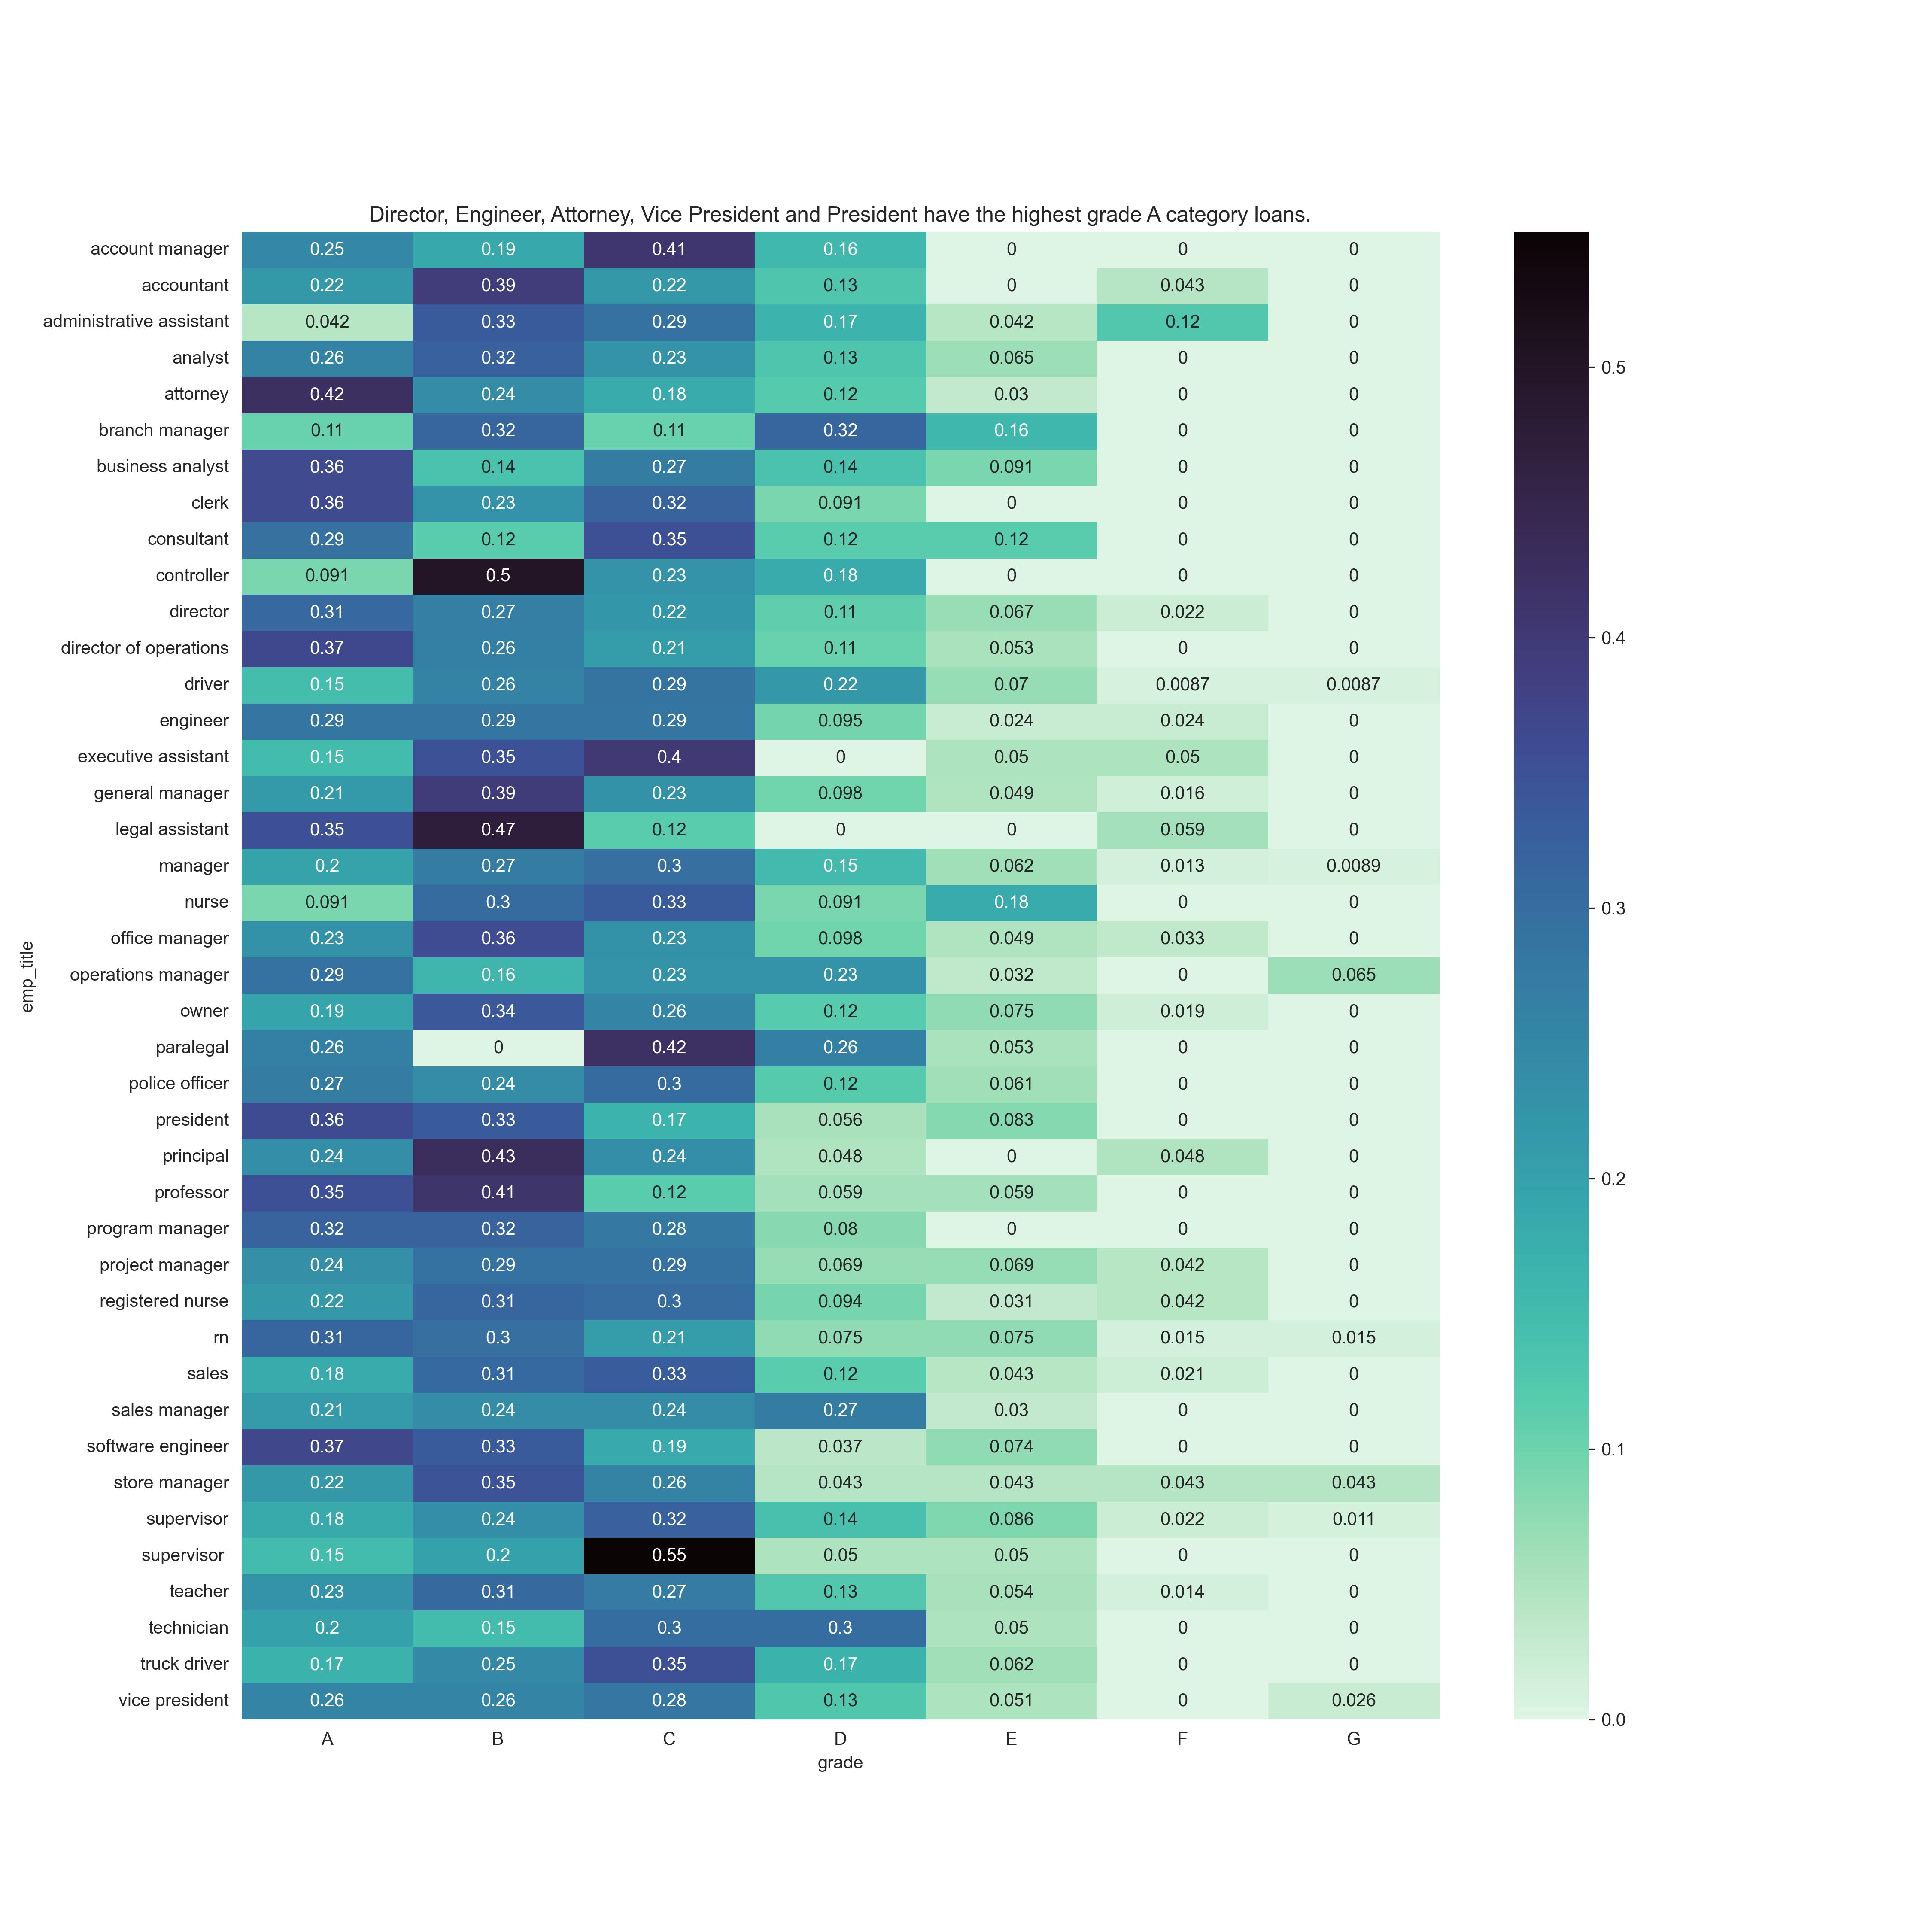 Director, Engineer, Attorney, Vice President and President have the highest grade A category loans.
account manager 0.25 0.19 0.41 0.16 0 0 0
accountant 0.22 0.39 0.22 0.13 0 0.043 0
administrative assistant 0.042 0.33 0.29 0.17 0.042 0.12 0
analyst 0.26 0.32 0.23 0.13 0.065 0 0
attorney 0.42 0.24 0.18 0.12 0.03 0 0
branch manager 0.11 0.32 0.11 0.32 0.16 0 0
business analyst 0.36 0.14 0.27 0.14 0.091 0 0
clerk 0.36 0.23 0.32 0.091 0 0 0
consultant 0.29 0.12 0.35 0.12 0.12 0 0
controller 0.091 0.5 0.23 0.18 0 0 0
director 0.31 0.27 0.22 0.11 0.067 0.022 0
director of operations 0.37 0.26 0.21 0.11 0.053 0 0
driver 0.15 0.26 0.29 0.22 0.07 0.0087 0.0087
engineer 0.29 0.29 0.29 0.095 0.024 0.024 0
executive assistant 0.15 0.35 0.4 0 0.05 0.05 0
general manager 0.21 0.39 0.23 0.098 0.049 0.016 0
legal assistant 0.35 0.47 0.12 0 0 0.059 0
manager 0.2 0.27 0.3 0.15 0.062 0.013 0.0089
nurse 0.091 0.3 0.33 0.091 0.18 0 0
office manager 0.23 0.36 0.23 0.098 0.049 0.033 0
operations manager 0.29 0.16 0.23 0.23 0.032 0 0.065
owner 0.19 0.34 0.26 0.12 0.075 0.019 0
paralegal 0.26 0 0.42 0.26 0.053 0 0
police officer 0.27 0.24 0.3 0.12 0.061 0 0
president 0.36 0.33 0.17 0.056 0.083 0 0
principal 0.24 0.43 0.24 0.048 0 0.048 0
professor 0.35 0.41 0.12 0.059 0.059 0 0
program manager 0.32 0.32 0.28 0.08 0 0 0
project manager 0.24 0.29 0.29 0.069 0.069 0.042 0
registered nurse 0.22 0.31 0.3 0.094 0.031 0.042 0
rn 0.31 0.3 0.21 0.075 0.075 0.015 0.015
sales 0.18 0.31 0.33 0.12 0.043 0.021 0
sales manager 0.21 0.24 0.24 0.27 0.03 0 0
software engineer 0.37 0.33 0.19 0.037 0.074 0 0
store manager 0.22 0.35 0.26 0.043 0.043 0.043 0.043
supervisor 0.18 0.24 0.32 0.14 0.086 0.022 0.011
supervisor 0.15 0.2 0.55 0.05 0.05 0 0
teacher 0.23 0.31 0.27 0.13 0.054 0.014 0
technician 0.2 0.15 0.3 0.3 0.05 0 0
truck driver 0.17 0.25 0.35 0.17 0.062 0 0
vice president 0.26 0.26 0.28 0.13 0.051 0 0.026
A B C D E F G
grade
emp_title
0.5
0.4
0.3
0.2
0.1
0.0